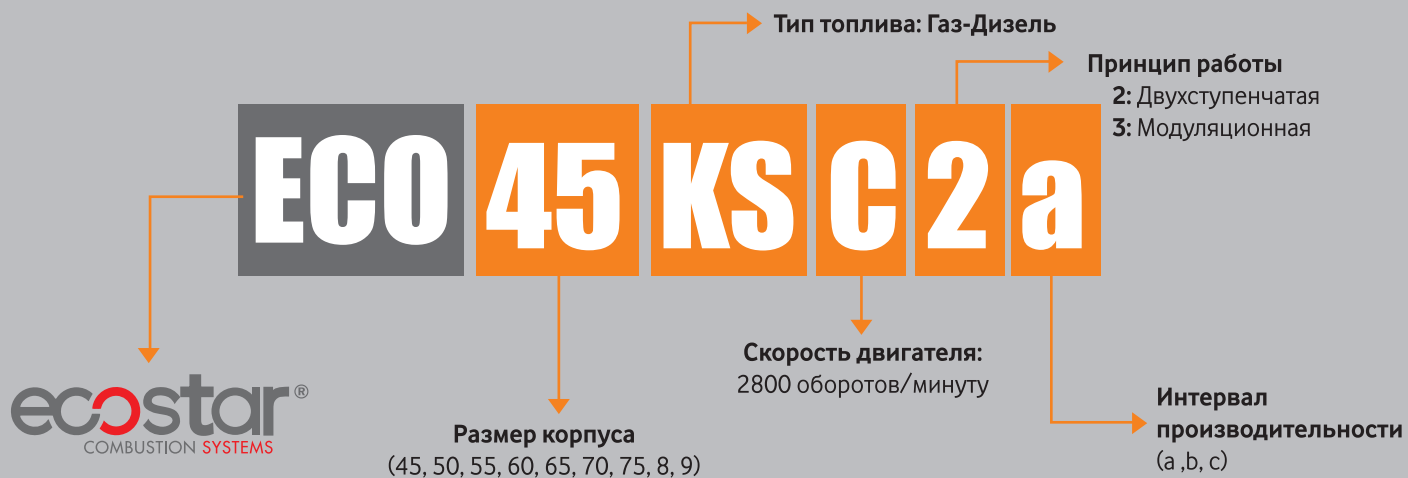 Тип топлива: Газ-Дизель
Принцип работы
2: Двухступенчатая
3: Модуляционная
ECO 45 KS C 2 a
ecostar®
COMBUSTION SYSTEMS
Размер корпуса
(45, 50, 55, 60, 65, 70, 75, 8, 9)
Скорость двигателя:
2800 оборотов/минуту
Интервал
производительности
(a ,b, c)